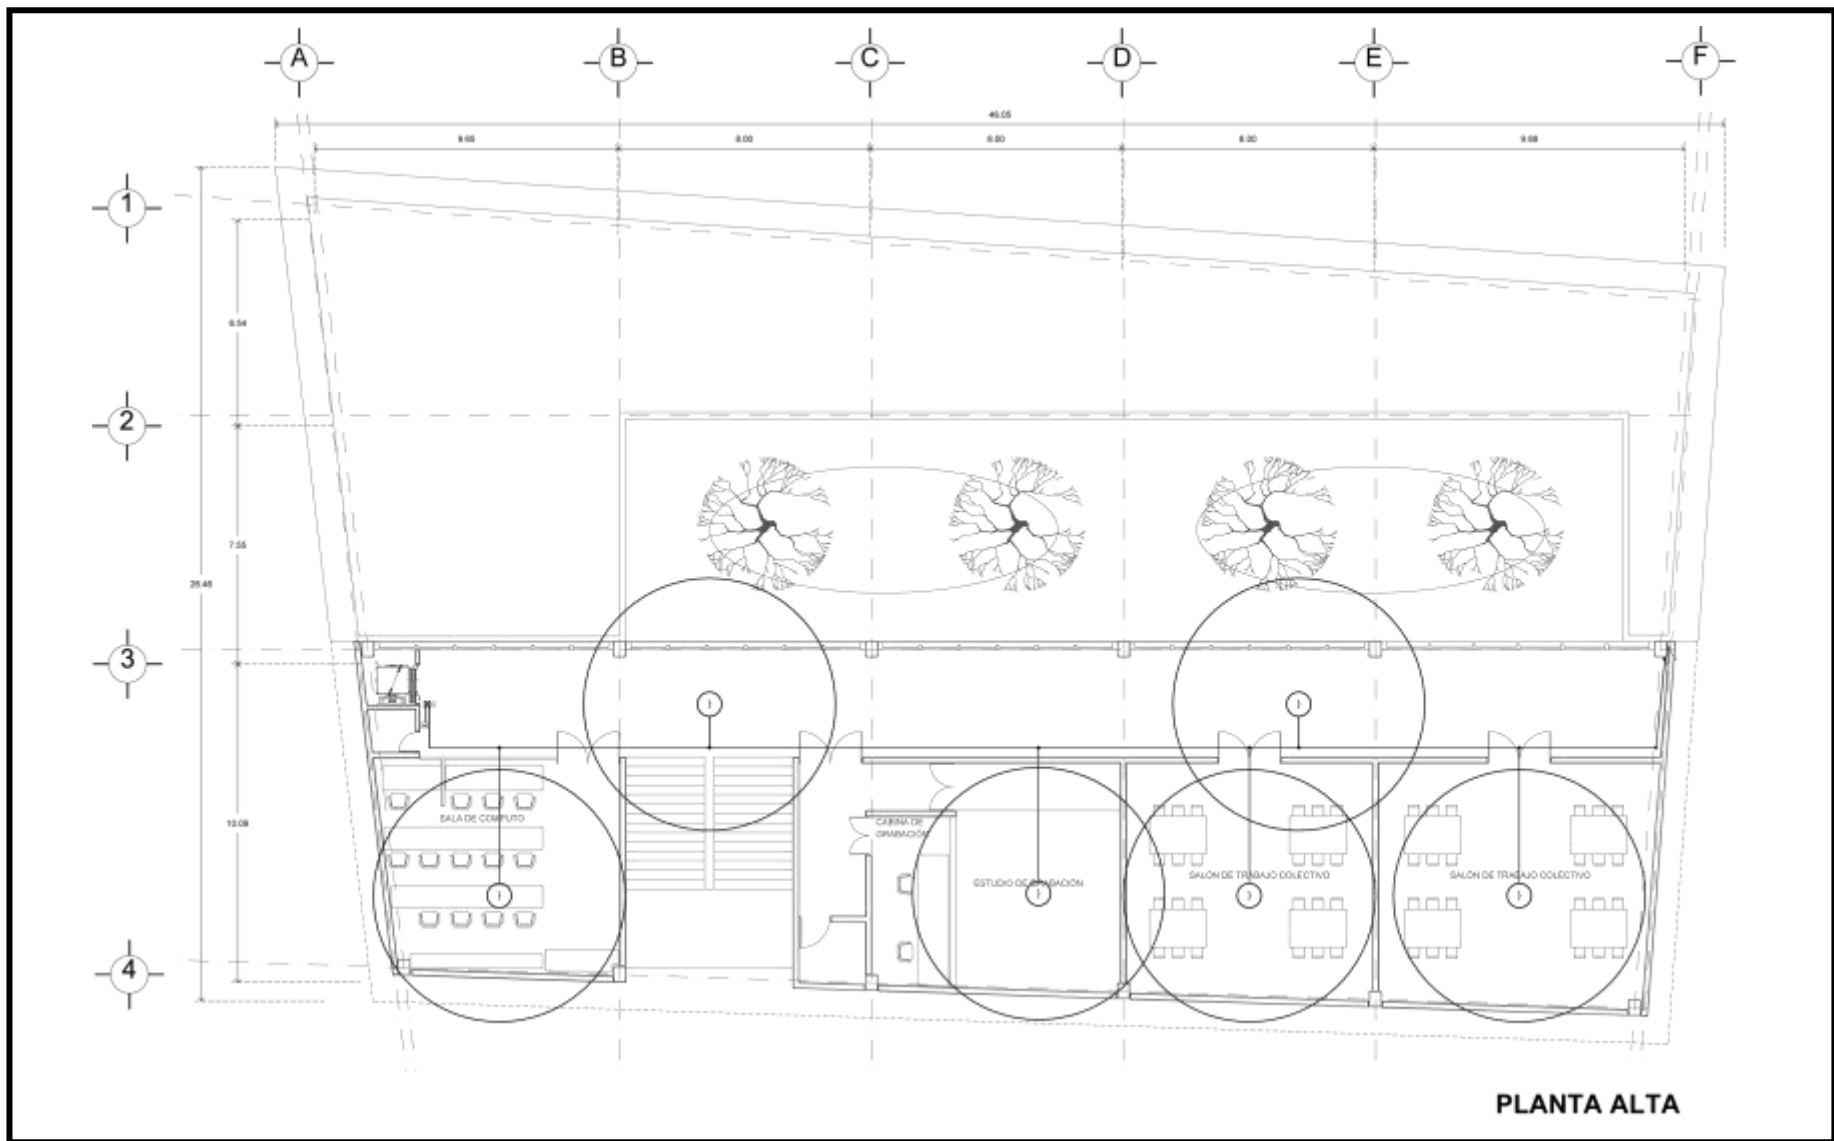 A B C D E F
46.05
9.65 8.00 8.00 8.00 9.88
1
6.54
2
7.55
26.46
3
10.09
SALA DE COMPUTO
CABINA DE
GRABACIÓN
ESTUDIO DE GRABACIÓN
SALÓN DE TRABAJO COLECTIVO
SALÓN DE TRABAJO COLECTIVO
4
PLANTA ALTA